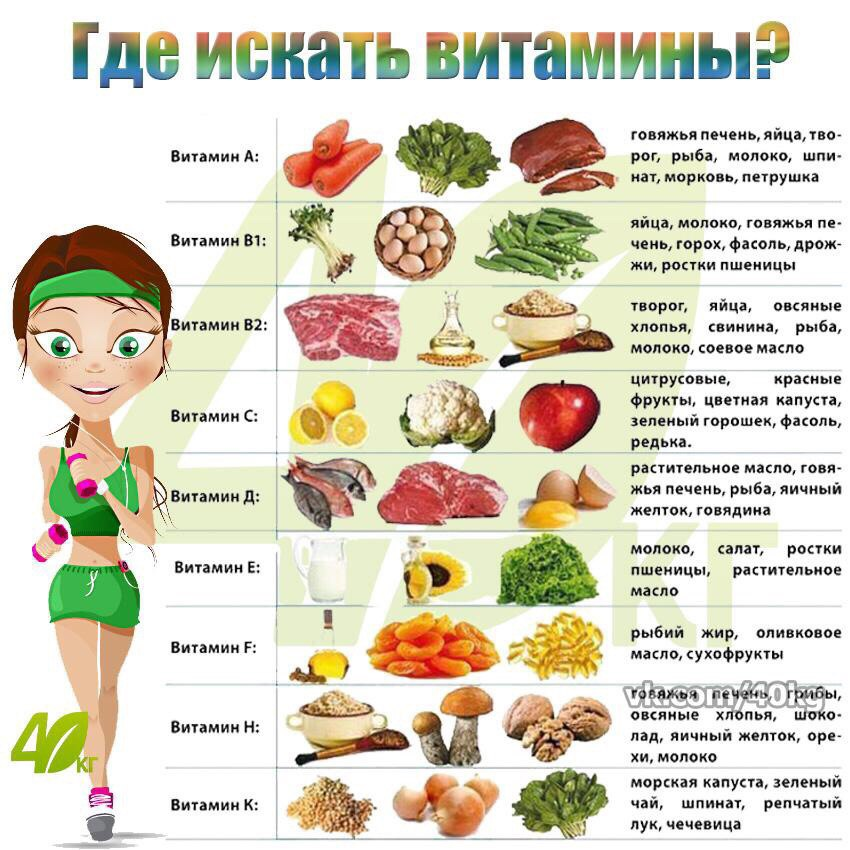 Где искать витамины?
Витамин А:
говяжья печень, яйца, тво-
рог, рыба, молоко, шпи-
нат, морковь, петрушка
Витамин В1:
яйца, молоко, говяжья пе-
чень, горох, фасоль, дрож-
жи, ростки пшеницы
Витамин В2:
творог, яйца, овсяные
хлопья, свинина, рыба,
молоко, соевое масло
Витамин С:
цитрусовые, красные
фрукты, цветная капуста,
зеленый горошек, фасоль,
редька.
Витамин Д:
растительное масло, говя-
жья печень, рыба, яичный
желток, говядина
Витамин Е:
молоко, салат, ростки
пшеницы, растительное
масло
Витамин F:
рыбий жир, оливковое
масло, сухофрукты
Витамин Н:
говяжья печень, грибы,
овсяные хлопья, шоко-
лад, яичный желток, оре-
хи, молоко
vk.com/40kg
Витамин К:
морская капуста, зеленый
чай, шпинат, репчатый
лук, чечевица
40 кг
40 КГ